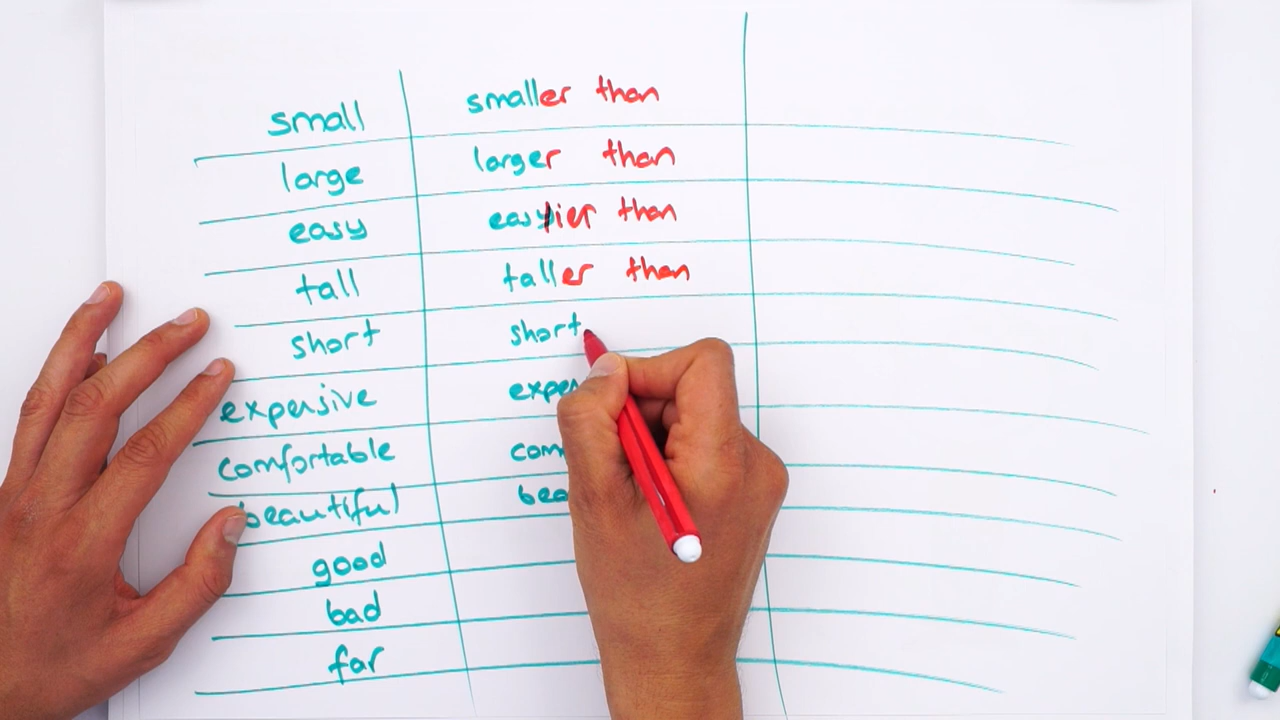 small smaller than
large larger than
easy easyier than
tall taller than
short short
expensive
comfortable
beautiful
good
bad
far